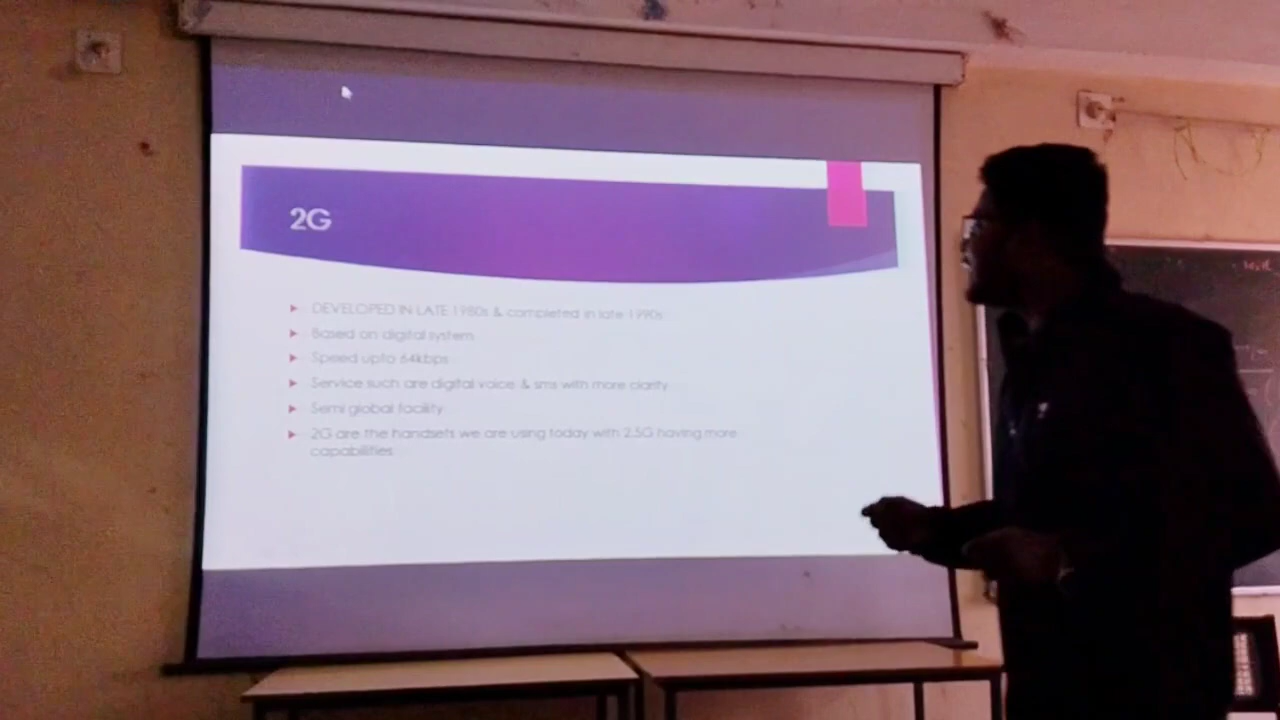 2G
DEVELOPED IN LATE 1980s & completed in late 1990s
Based on digital system
Speed upto 64kbps
Service such are digital voice & sms with more clarity
Semi global facility
2G are the handsets we are using today with 2.5G having more
capabilities